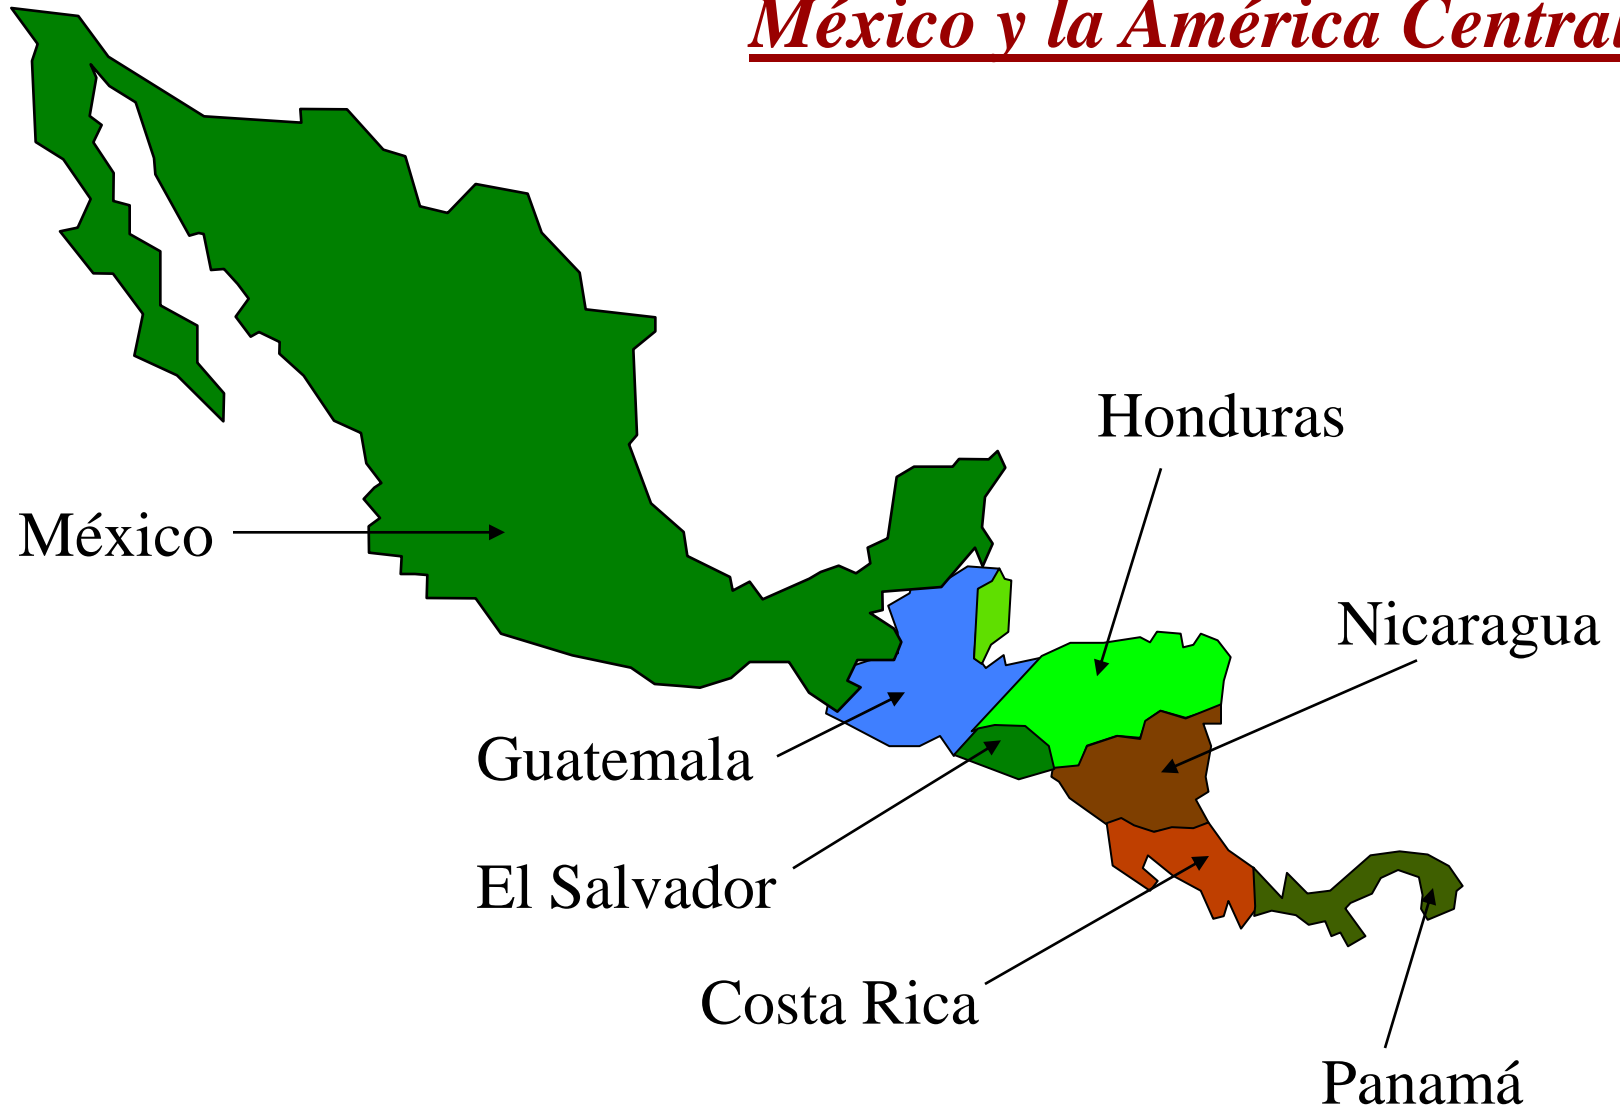 México y la América Central
Honduras
México
Nicaragua
Guatemala
El Salvador
Costa Rica
Panamá